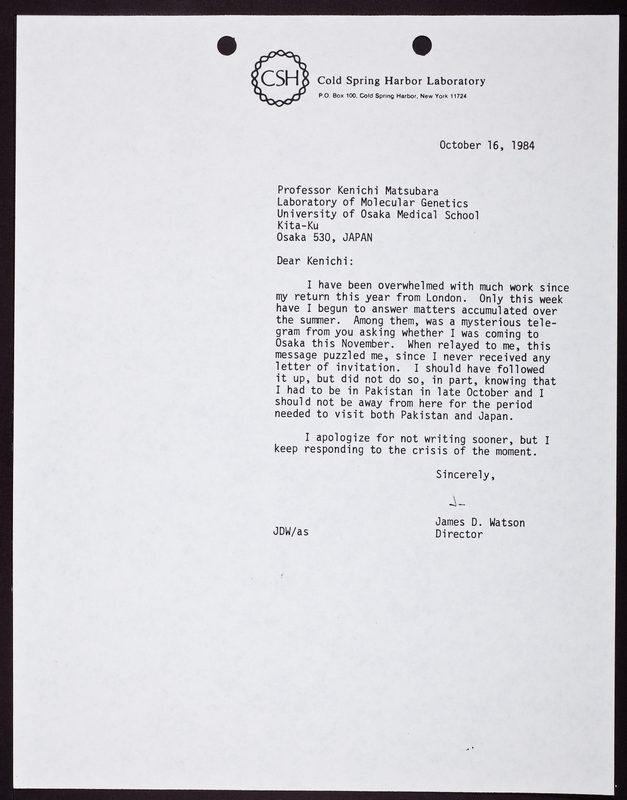 CSH
Cold Spring Harbor Laboratory
P.O. Box 100, Cold Spring Harbor, New York 11724
October 16, 1984
Professor Kenichi Matsubara
Laboratory of Molecular Genetics
University of Osaka Medical School
Kita-Ku
Osaka 530, JAPAN
Dear Kenichi:
I have been overwhelmed with much work since
my return this year from London. Only this week
have I begun to answer matters accumulated over
the summer. Among them, was a mysterious tele-
gram from you asking whether I was coming to
Osaka this November. When relayed to me, this
message puzzled me, since I never received any
letter of invitation. I should have followed
it up, but did not do so, in part, knowing that
I had to be in Pakistan in late October and I
should not be away from here for the period
needed to visit both Pakistan and Japan.
I apologize for not writing sooner, but I
keep responding to the crisis of the moment.
Sincerely,
James D. Watson
JDW/as
Director